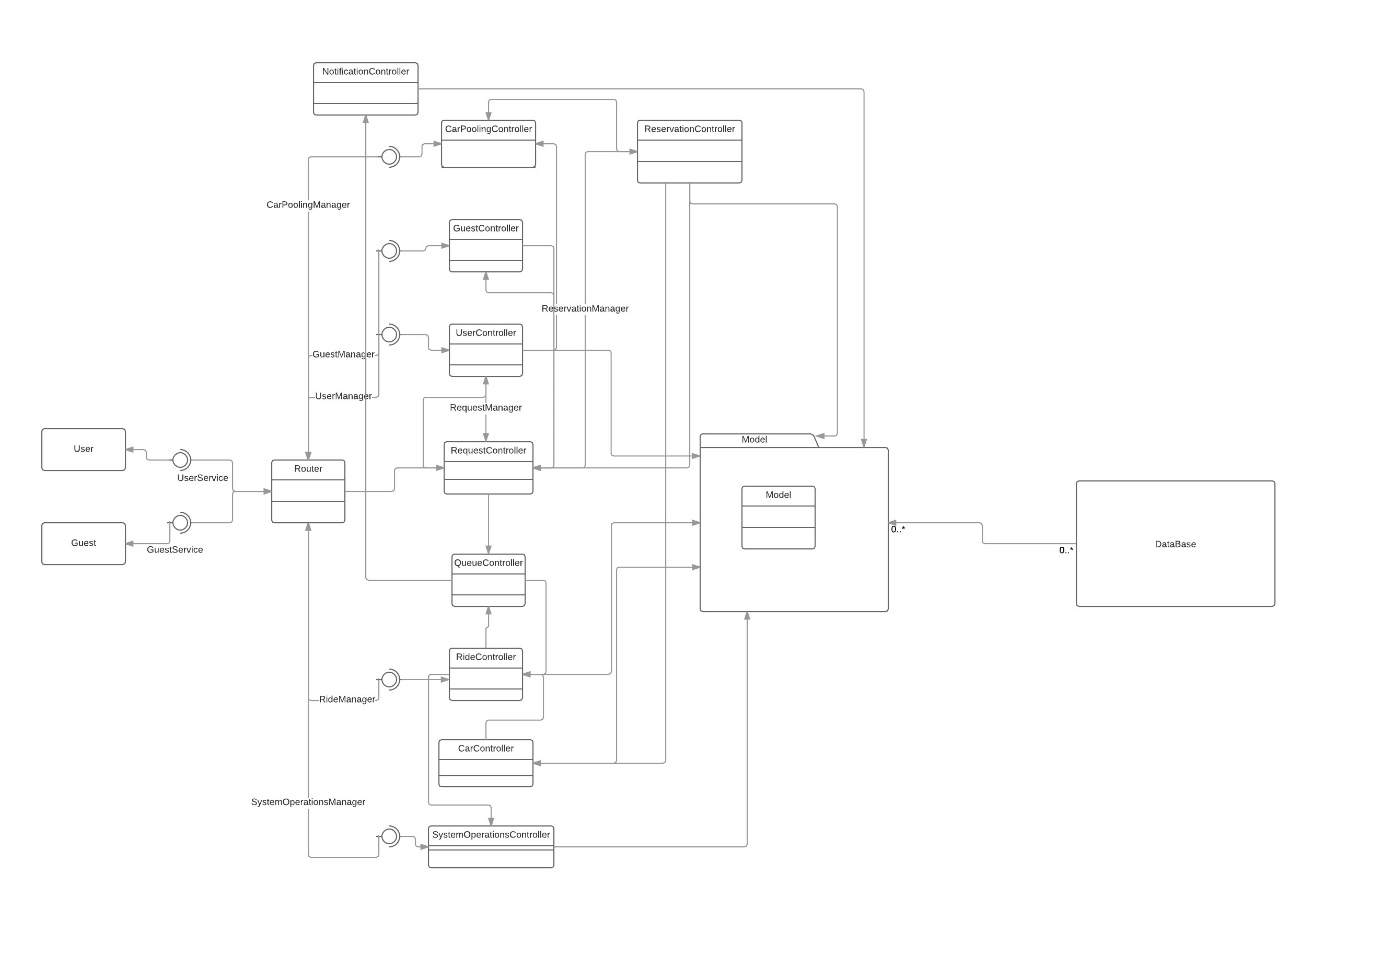 NotificationController
CarPoolingController
ReservationController
CarPoolingManager
GuestController
ReservationManager
UserController
GuestManager
UserManager
RequestManager
Model
User
RequestController
Router
UserService
Model
Guest
GuestService
0..*
0..*
DataBase
QueueController
RideController
RideManager
CarController
SystemOperationsManager
SystemOperationsController